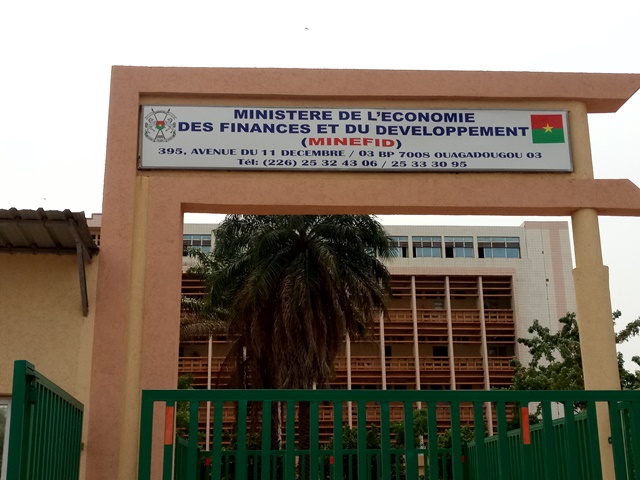 MINISTERE DE L'ECONOMIE
DES FINANCES ET DU DEVELOPPEMENT
(MINEFID)
395, AVENUE DU 11 DECEMBRE / 03 BP 7008 OUAGADOUGOU 03
Tél: (226) 25 32 43 06 / 25 33 30 95